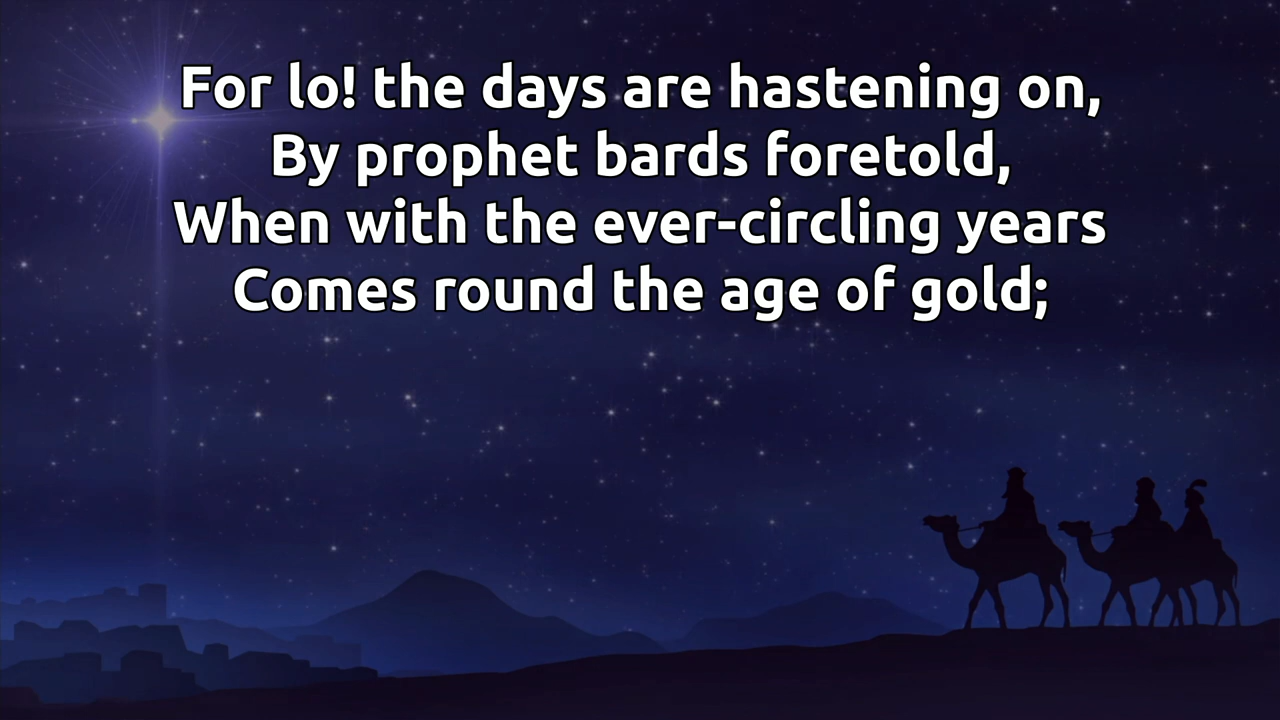 For lo! the days are hastening on,
By prophet bards foretold,
When with the ever-circling years
Comes round the age of gold;